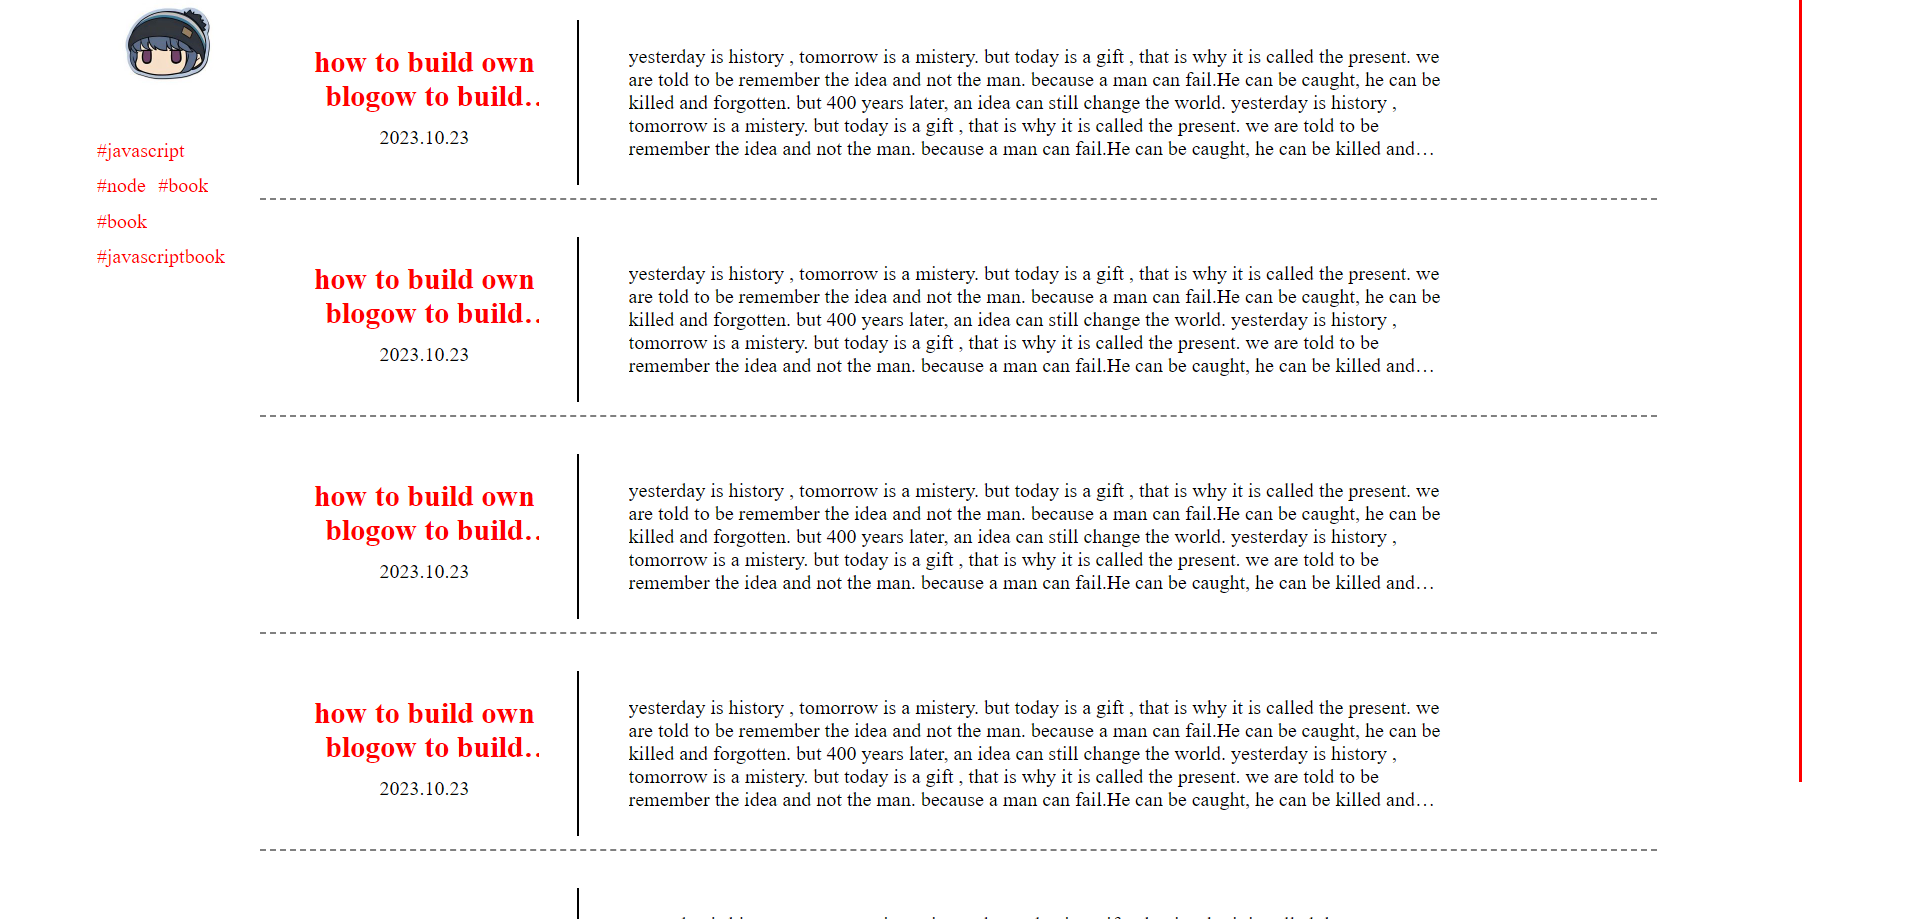 #javascript
#node #book
#book
#javascriptbook
how to build own
blogow to build..
2023.10.23
yesterday is history , tomorrow is a mistery. but today is a gift , that is why it is called the present. we
are told to be remember the idea and not the man. because a man can fail.He can be caught, he can be
killed and forgotten. but 400 years later, an idea can still change the world. yesterday is history ,
tomorrow is a mistery. but today is a gift , that is why it is called the present. we are told to be
remember the idea and not the man. because a man can fail.He can be caught, he can be killed and…
how to build own
blogow to build..
2023.10.23
yesterday is history , tomorrow is a mistery. but today is a gift , that is why it is called the present. we
are told to be remember the idea and not the man. because a man can fail.He can be caught, he can be
killed and forgotten. but 400 years later, an idea can still change the world. yesterday is history ,
tomorrow is a mistery. but today is a gift , that is why it is called the present. we are told to be
remember the idea and not the man. because a man can fail.He can be caught, he can be killed and…
how to build own
blogow to build..
2023.10.23
yesterday is history , tomorrow is a mistery. but today is a gift , that is why it is called the present. we
are told to be remember the idea and not the man. because a man can fail.He can be caught, he can be
killed and forgotten. but 400 years later, an idea can still change the world. yesterday is history ,
tomorrow is a mistery. but today is a gift , that is why it is called the present. we are told to be
remember the idea and not the man. because a man can fail.He can be caught, he can be killed and…
how to build own
blogow to build..
2023.10.23
yesterday is history , tomorrow is a mistery. but today is a gift , that is why it is called the present. we
are told to be remember the idea and not the man. because a man can fail.He can be caught, he can be
killed and forgotten. but 400 years later, an idea can still change the world. yesterday is history ,
tomorrow is a mistery. but today is a gift , that is why it is called the present. we are told to be
remember the idea and not the man. because a man can fail.He can be caught, he can be killed and…